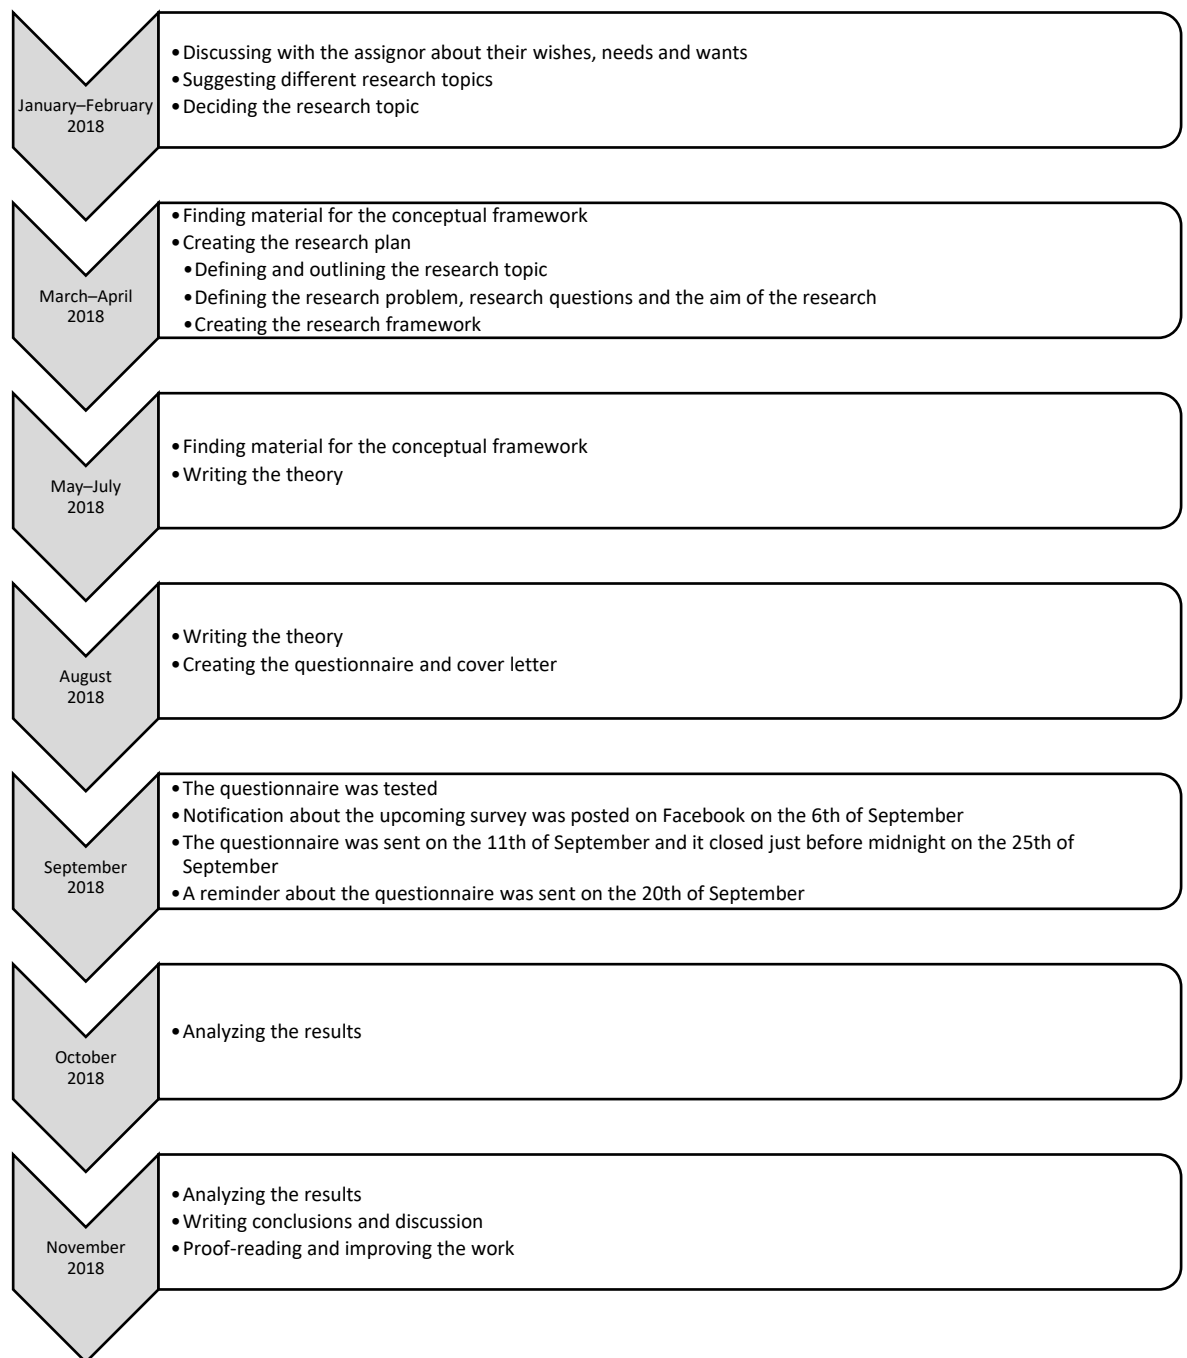 January–February
2018
•Discussing with the assignor about their wishes, needs and wants
•Suggesting different research topics
•Deciding the research topic
March–April
2018
•Finding material for the conceptual framework
•Creating the research plan
•Defining and outlining the research topic
•Defining the research problem, research questions and the aim of the research
•Creating the research framework
May–July
2018
•Finding material for the conceptual framework
•Writing the theory
August
2018
•Writing the theory
•Creating the questionnaire and cover letter
September
2018
•The questionnaire was tested
•Notification about the upcoming survey was posted on Facebook on the 6th of September
•The questionnaire was sent on the 11th of September and it closed just before midnight on the 25th of
September
•A reminder about the questionnaire was sent on the 20th of September
October
2018
•Analyzing the results
November
2018
•Analyzing the results
•Writing conclusions and discussion
•Proof-reading and improving the work